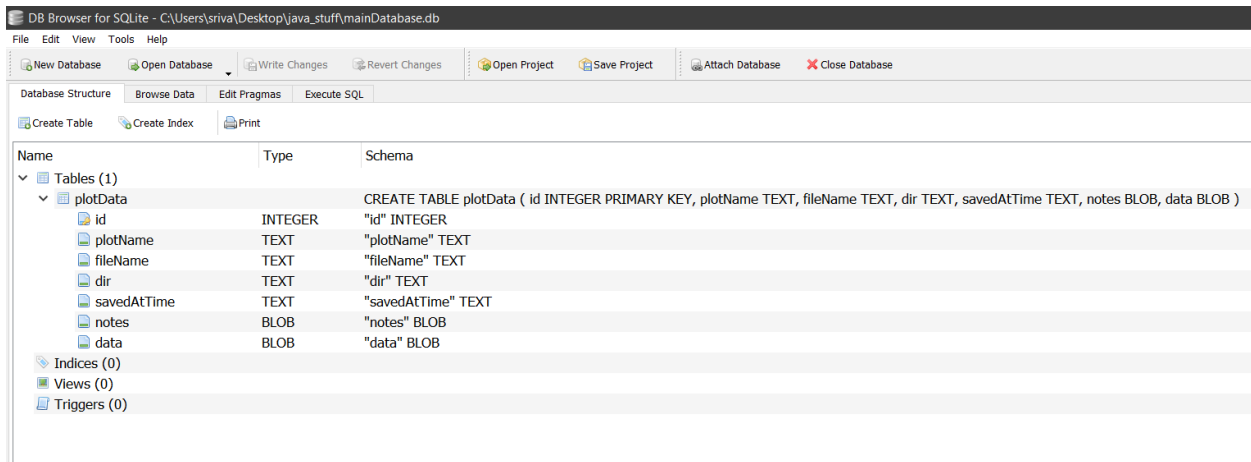 DB Browser for SQLite - C:\Users\sriva\Desktop\java_stuff\mainDatabase.db
File Edit View Tools Help
New Database Open Database Write Changes Revert Changes Open Project Save Project Attach Database Close Database
Database Structure Browse Data Edit Pragmas Execute SQL
Create Table Create Index Print
Name Type Schema
Tables (1)
plotData CREATE TABLE plotData ( id INTEGER PRIMARY KEY, plotName TEXT, fileName TEXT, dir TEXT, savedAtTime TEXT, notes BLOB, data BLOB )
id INTEGER "id" INTEGER
plotName TEXT "plotName" TEXT
fileName TEXT "fileName" TEXT
dir TEXT "dir" TEXT
savedAtTime TEXT "savedAtTime" TEXT
notes BLOB "notes" BLOB
data BLOB "data" BLOB
Indices (0)
Views (0)
Triggers (0)